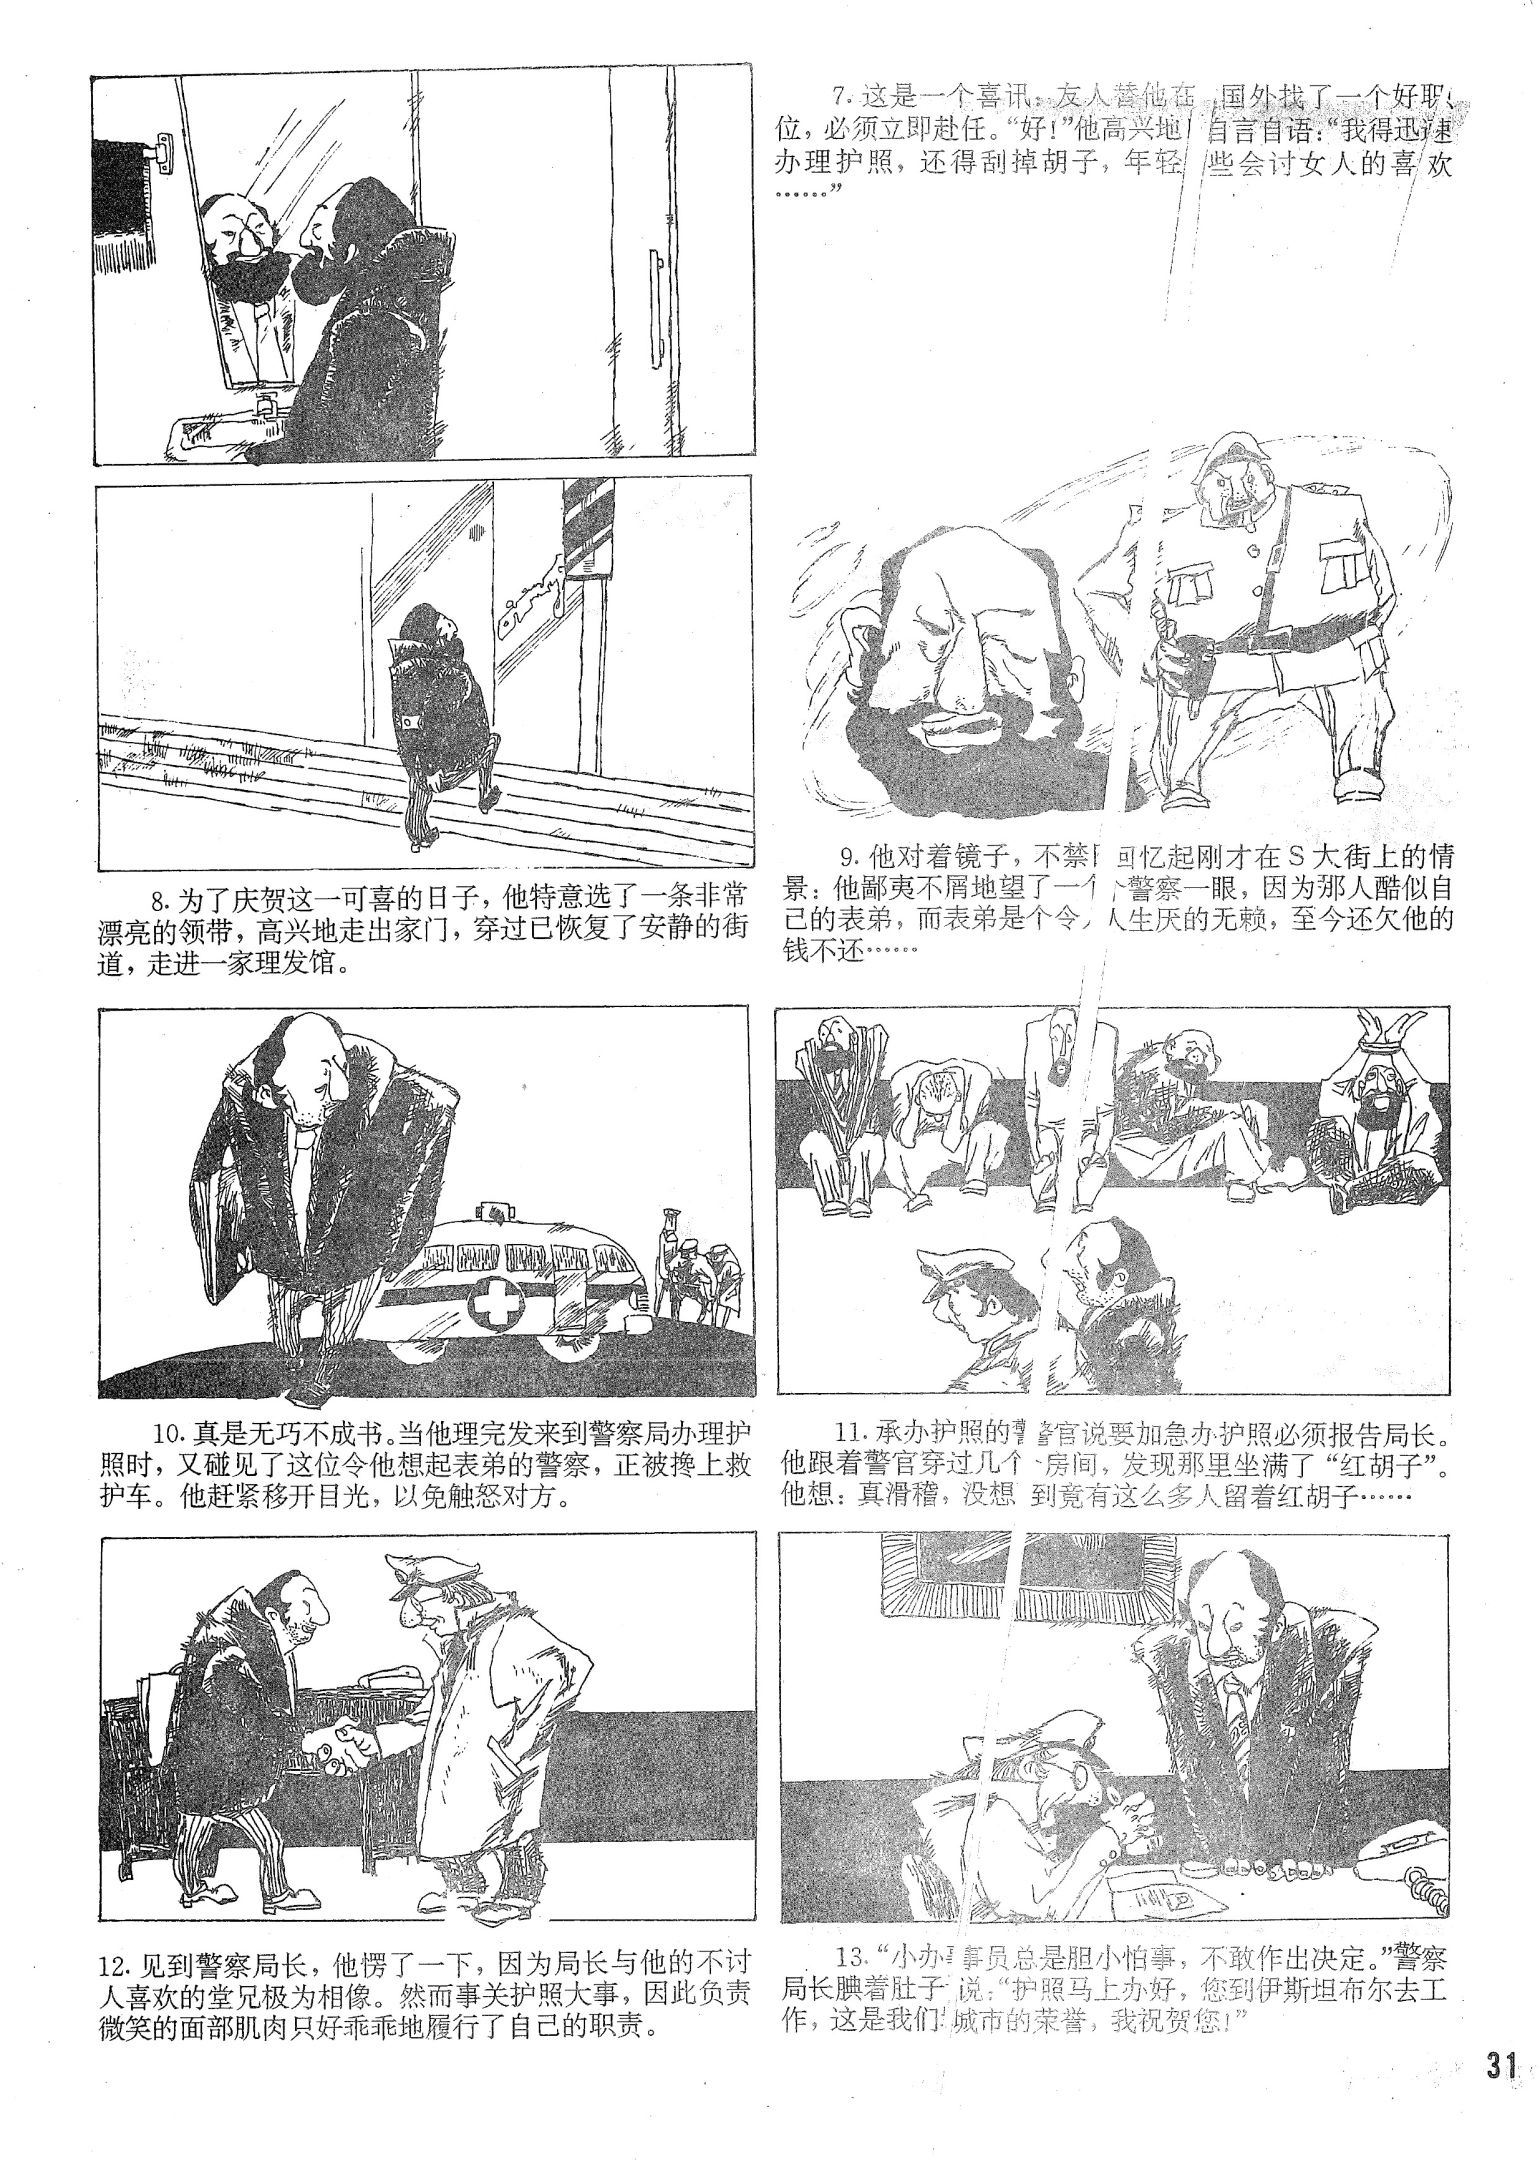 7. 这是一个喜讯：友人替他在国外找了一个好职
位，必须立即赴任。“好！”他高兴地自言自语：“我得迅速
办理护照，还得刮掉胡子，年轻些会讨女人的喜欢
……”
8. 为了庆贺这一可喜的日子，他特意选了一条非常
漂亮的领带，高兴地走出家门，穿过已恢复了安静的街
道，走进一家理发馆。
9. 他对着镜子，不禁回忆起刚才在S大街上的情
景：他鄙夷不屑地望了一个警察一眼，因为那人酷似自
己的表弟，而表弟是个令人生厌的无赖，至今还欠他的
钱不还……
10. 真是无巧不成书。当他理完发来到警察局办理护
照时，又碰见了这位令他想起表弟的警察，正被搀上救
护车。他赶紧移开目光，以免触怒对方。
11. 承办护照的警官说要加急办护照必须报告局长。
他跟着警官穿过几个房间，发现那里坐满了“红胡子”。
他想：真滑稽，没想到竟有这么多人留着红胡子……
12. 见到警察局长，他愣了一下，因为局长与他的不讨
人喜欢的堂兄极为相像。然而事关护照大事，因此负责
微笑的面部肌肉只好乖乖地履行了自己的职责。
13. “小办事员总是胆小怕事，不敢作出决定。”警察
局长腆着肚子说：“护照马上办好，您到伊斯坦布尔去工
作，这是我们城市的荣誉，我祝贺您！”
31